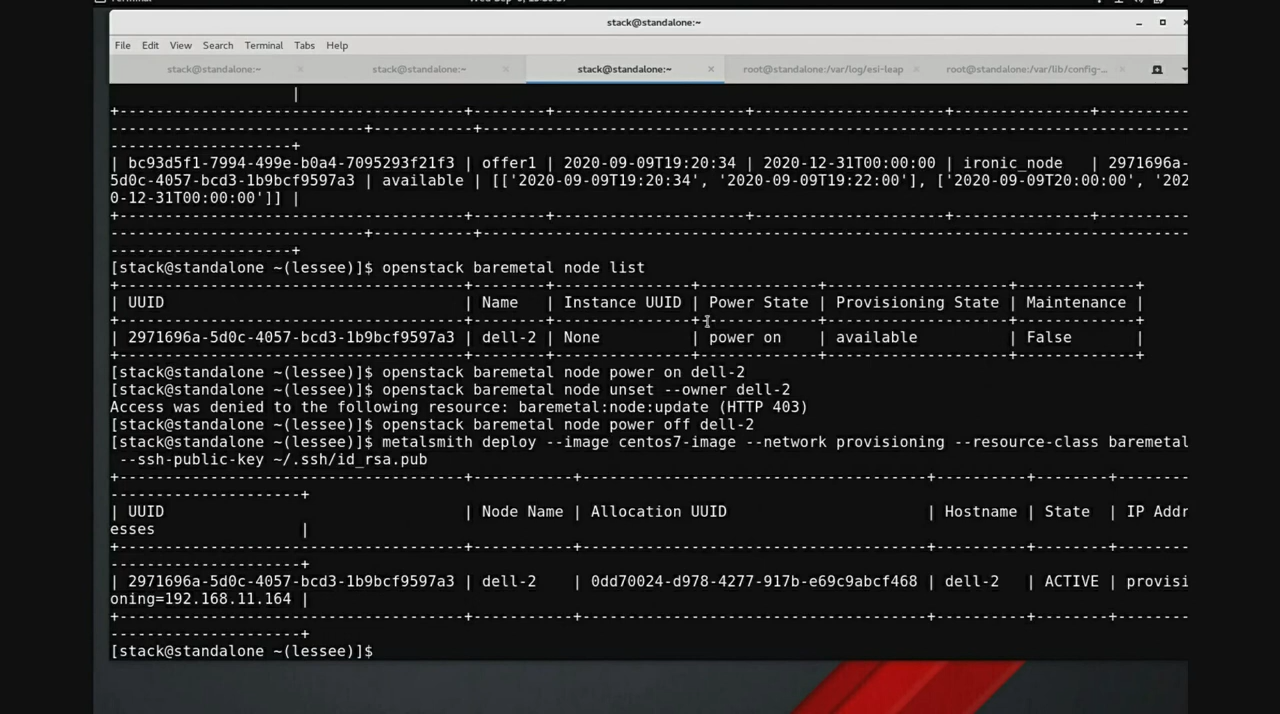 stack@standalone:~
File Edit View Search Terminal Tabs Help
stack@standalone:~ × stack@standalone:~ × stack@standalone:~ × root@standalone:/var/log/esi-leap × root@standalone:/var/lib/config-... ×
|
+---------------------------------------+--------+----------------------+----------------------+---------------+----------
----------------------------+-----------+------------------------------------------------------------------------------
--------------------+
| bc93d5f1-7994-499e-b0a4-7095293f21f3 | offer1 | 2020-09-09T19:20:34 | 2020-12-31T00:00:00 | ironic_node | 2971696a-
5d0c-4057-bcd3-1b9bcf9597a3 | available | [['2020-09-09T19:20:34', '2020-09-09T19:22:00'], ['2020-09-09T20:00:00', '202
0-12-31T00:00:00']] |
+---------------------------------------+--------+----------------------+----------------------+---------------+----------
----------------------------+-----------+------------------------------------------------------------------------------
--------------------+
[stack@standalone ~(lessee)]$ openstack baremetal node list
+--------------------------------------+--------+---------------+-------------+--------------------+-------------+
| UUID | Name | Instance UUID | Power State | Provisioning State | Maintenance |
+--------------------------------------+--------+---------------+-------------+--------------------+-------------+
| 2971696a-5d0c-4057-bcd3-1b9bcf9597a3 | dell-2 | None | power on | available | False |
+--------------------------------------+--------+---------------+-------------+--------------------+-------------+
[stack@standalone ~(lessee)]$ openstack baremetal node power on dell-2
[stack@standalone ~(lessee)]$ openstack baremetal node unset --owner dell-2
Access was denied to the following resource: baremetal:node:update (HTTP 403)
[stack@standalone ~(lessee)]$ openstack baremetal node power off dell-2
[stack@standalone ~(lessee)]$ metalsmith deploy --image centos7-image --network provisioning --resource-class baremetal
--ssh-public-key ~/.ssh/id_rsa.pub
+--------------------------------------+-----------+--------------------------------------+----------+--------+--------
---------------------+
| UUID | Node Name | Allocation UUID | Hostname | State | IP Addr
esses |
+--------------------------------------+-----------+--------------------------------------+----------+--------+--------
---------------------+
| 2971696a-5d0c-4057-bcd3-1b9bcf9597a3 | dell-2 | 0dd70024-d978-4277-917b-e69c9abcf468 | dell-2 | ACTIVE | provisi
oning=192.168.11.164 |
+--------------------------------------+-----------+--------------------------------------+----------+--------+--------
---------------------+
[stack@standalone ~(lessee)]$